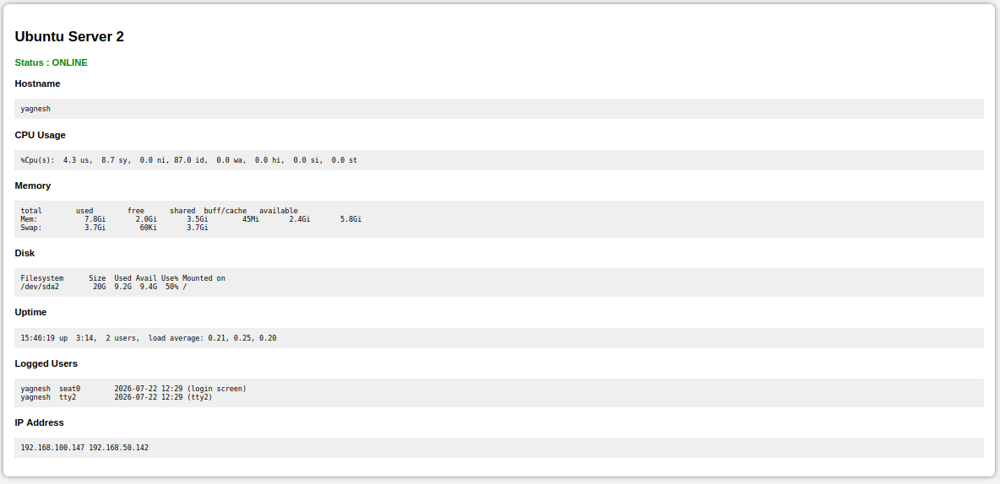 Ubuntu Server 2
Status : ONLINE
Hostname
yagnesh
CPU Usage
%Cpu(s):  4.3 us,  8.7 sy,  0.0 ni, 87.0 id,  0.0 wa,  0.0 hi,  0.0 si,  0.0 st
Memory
total        used        free      shared  buff/cache   available
Mem:           7.8Gi       2.0Gi       3.5Gi        45Mi       2.4Gi       5.8Gi
Swap:          3.7Gi        60Ki       3.7Gi
Disk
Filesystem      Size  Used Avail Use% Mounted on
/dev/sda2        20G  9.2G  9.4G  50% /
Uptime
15:46:19 up  3:14,  2 users,  load average: 0.21, 0.25, 0.20
Logged Users
yagnesh  seat0        2026-07-22 12:29 (login screen)
yagnesh  tty2         2026-07-22 12:29 (tty2)
IP Address
192.168.100.147 192.168.50.142